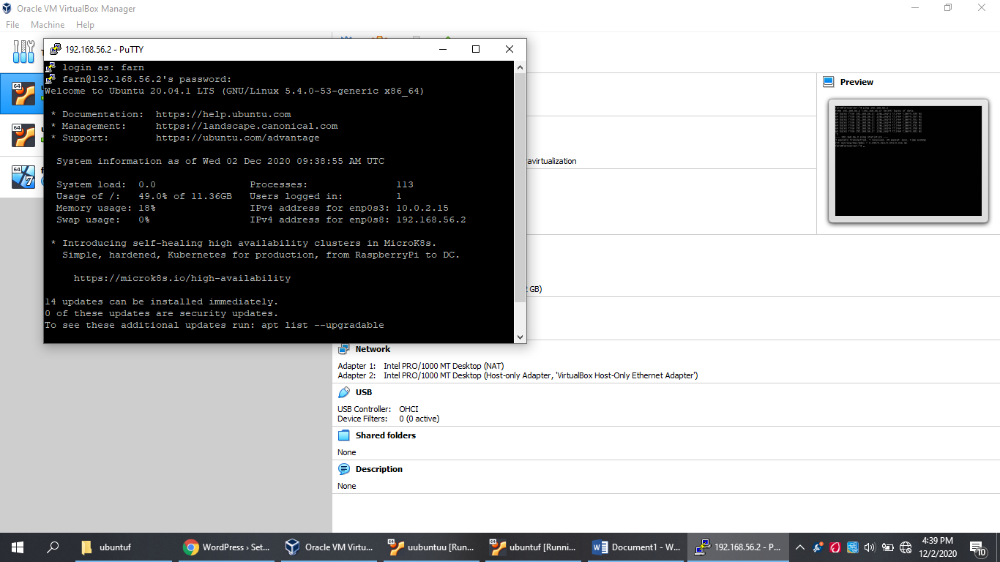 Oracle VM VirtualBox Manager
File Machine Help
192.168.56.2 - PuTTY
login as: farn
farn@192.168.56.2's password:
Welcome to Ubuntu 20.04.1 LTS (GNU/Linux 5.4.0-53-generic x86_64)
* Documentation: https://help.ubuntu.com
* Management: https://landscape.canonical.com
* Support: https://ubuntu.com/advantage
System information as of Wed 02 Dec 2020 09:38:55 AM UTC
System load: 0.0 Processes: 113
Usage of /: 49.0% of 11.36GB Users logged in: 1
Memory usage: 18% IPv4 address for enp0s3: 10.0.2.15
Swap usage: 0% IPv4 address for enp0s8: 192.168.56.2
* Introducing self-healing high availability clusters in MicroK8s.
Simple, hardened, Kubernetes for production, from RaspberryPi to DC.
https://microk8s.io/high-availability
14 updates can be installed immediately.
0 of these updates are security updates.
To see these additional updates run: apt list --upgradable
64
64
64
7
Preview
avirtualization
GB)
Network
Adapter 1: Intel PRO/1000 MT Desktop (NAT)
Adapter 2: Intel PRO/1000 MT Desktop (Host-only Adapter, 'VirtualBox Host-Only Ethernet Adapter')
USB
USB Controller: OHCI
Device Filters: 0 (0 active)
Shared folders
None
Description
None
ubuntuf
WordPress › Set...
Oracle VM Virtu...
uubuntuu [Run...
ubuntuf [Runni...
Document1 - W...
192.168.56.2 - P...
4:39 PM
12/2/2020
10